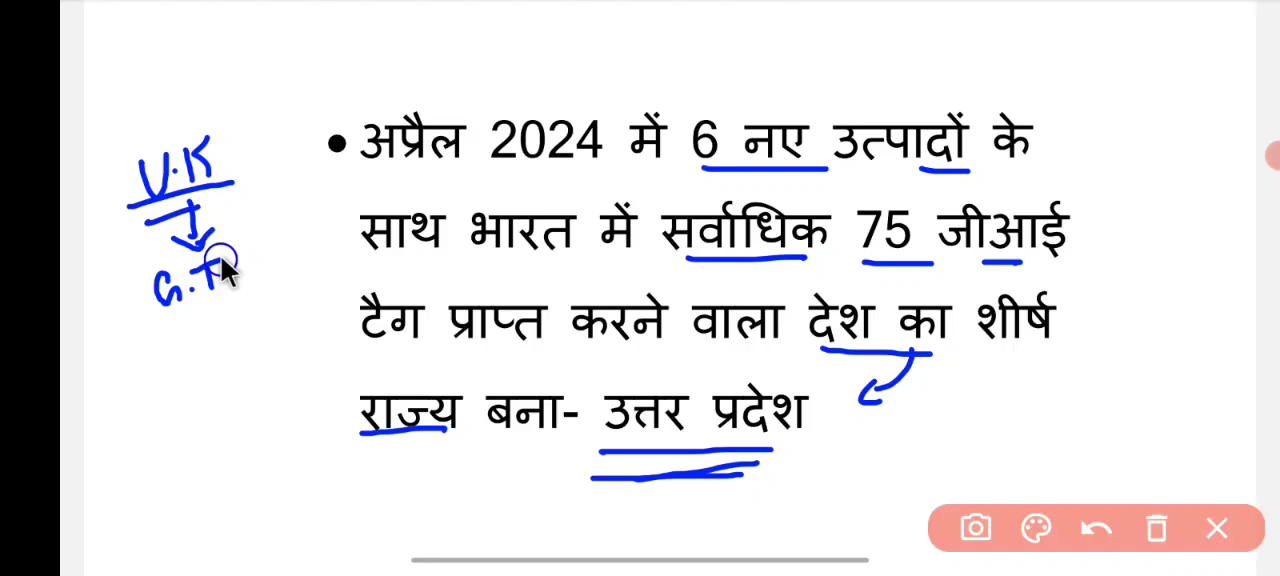 • अप्रैल 2024 में 6 नए उत्पादों के
साथ भारत में सर्वाधिक 75 जीआई
टैग प्राप्त करने वाला देश का शीर्ष
राज्य बना- उत्तर प्रदेश
U.K